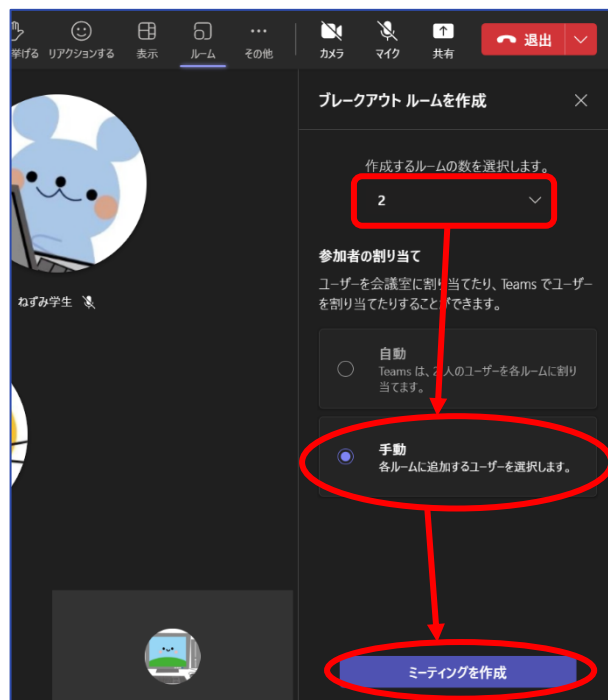 挙げる リアクションする 表示 ルーム その他 カメラ マイク 共有 退出
ブレークアウト ルームを作成
作成するルームの数を選択します。
2
参加者の割り当て
ユーザーを会議室に割り当てたり、Teams でユーザー
を割り当てたりすることができます。
ねずみ学生
自動
Teams は、 人のユーザーを各ルームに割り
当てます。
手動
各ルームに追加するユーザーを選択します。
ミーティングを作成